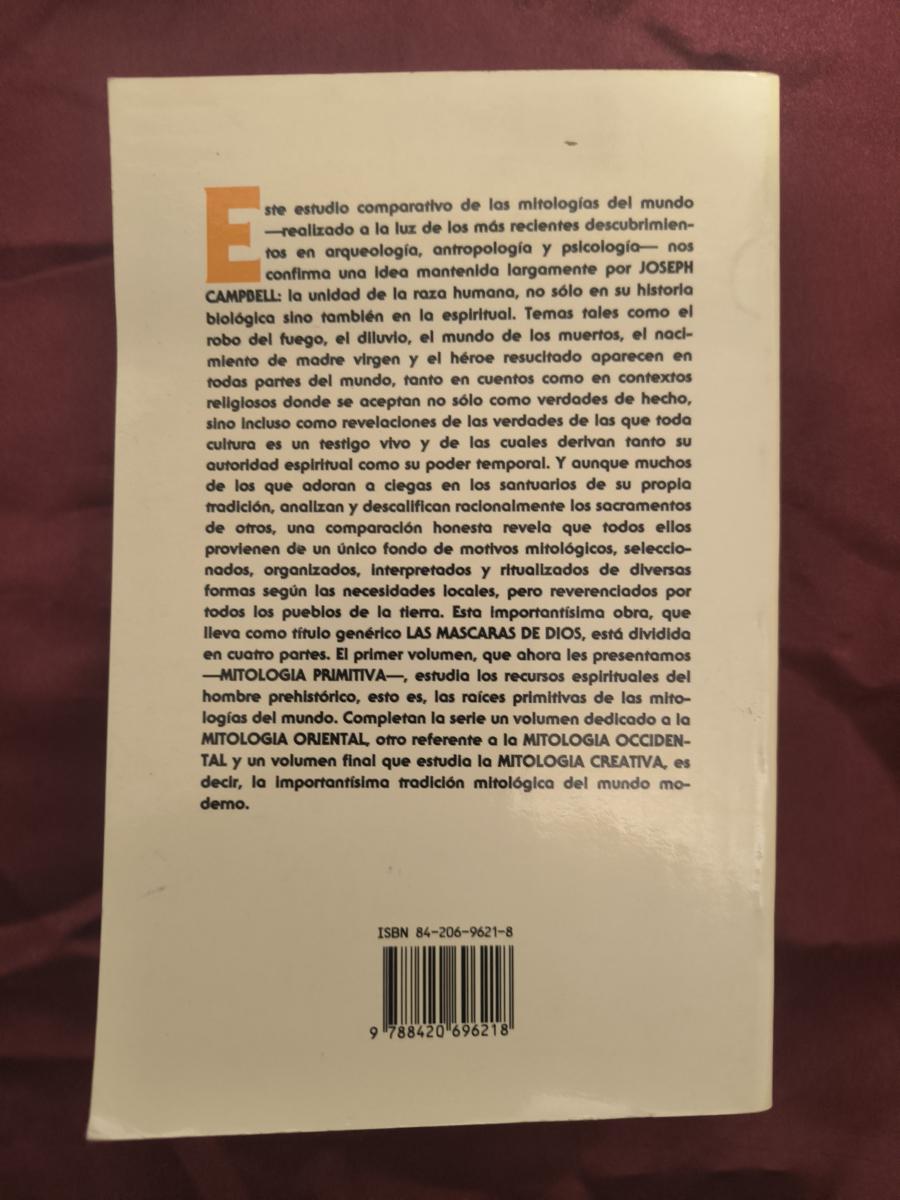 Este estudio comparativo de las mitologías del mundo
—realizado a la luz de los más recientes descubrimien-
tos en arqueología, antropología y psicología— nos
confirma una idea mantenida largamente por JOSEPH
CAMPBELL: la unidad de la raza humana, no sólo en su historia
biológica sino también en la espiritual. Temas tales como el
robo del fuego, el diluvio, el mundo de los muertos, el naci-
miento de madre virgen y el héroe resucitado aparecen en
todas partes del mundo, tanto en cuentos como en contextos
religiosos donde se aceptan no sólo como verdades de hecho,
sino incluso como revelaciones de las verdades de las que toda
cultura es un testigo vivo y de las cuales derivan tanto su
autoridad espiritual como su poder temporal. Y aunque muchos
de los que adoran a ciegas en los santuarios de su propia
tradición, analizan y descalifican racionalmente los sacramentos
de otros, una comparación honesta revela que todos ellos
provienen de un único fondo de motivos mitológicos, seleccio-
nados, organizados, interpretados y ritualizados de diversas
formas según las necesidades locales, pero reverenciados por
todos los pueblos de la tierra. Esta importantísima obra, que
lleva como título genérico LAS MASCARAS DE DIOS, está dividida
en cuatro partes. El primer volumen, que ahora les presentamos
—MITOLOGIA PRIMITIVA—, estudia los recursos espirituales del
hombre prehistórico, esto es, las raíces primitivas de las mito-
logías del mundo. Completan la serie un volumen dedicado a la
MITOLOGIA ORIENTAL, otro referente a la MITOLOGIA OCCIDEN-
TAL y un volumen final que estudia la MITOLOGIA CREATIVA, es
decir, la importantísima tradición mitológica del mundo mo-
derno.
ISBN 84-206-9621-8
9 788420 696218